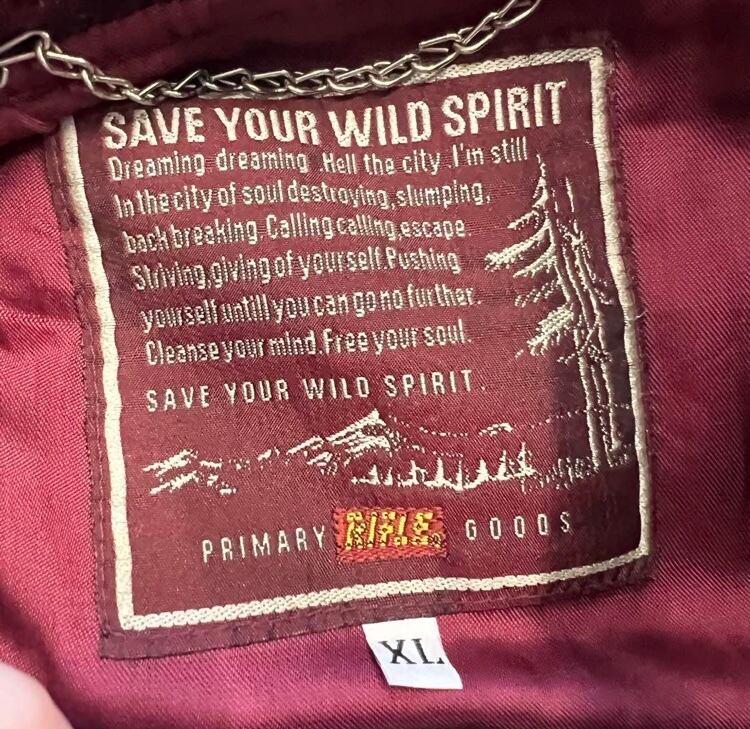 SAVE YOUR WILD SPIRIT
Dreaming, dreaming. Hell the city. I'm still
In the city of soul destroying, slumping,
back breaking. Calling calling, escape.
Striving, giving of yourself. Pushing
yourself untill you can go no further.
Cleanse your mind. Free your soul.
SAVE YOUR WILD SPIRIT.
PRIMARY RIFLE GOODS
XL